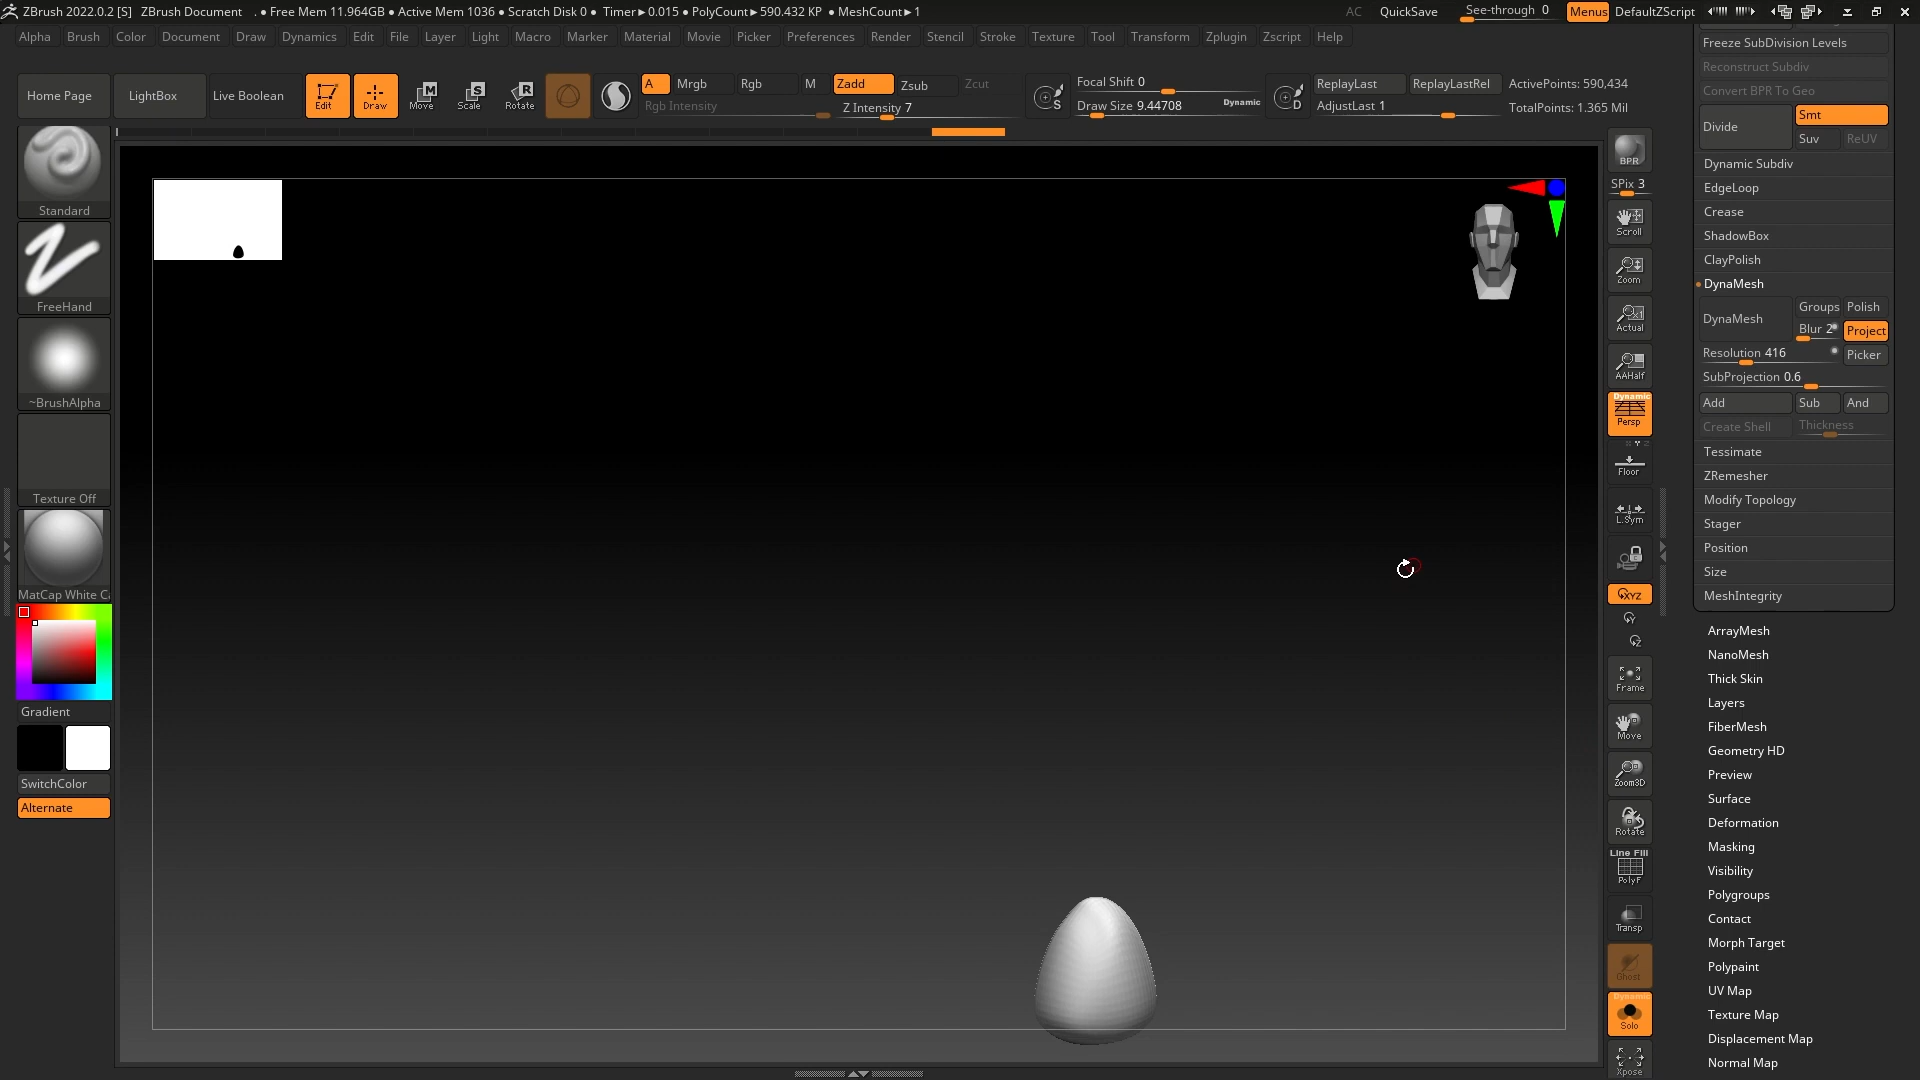 ZBrush 2022.0.2 [S] ZBrush Document . ● Free Mem 11.964GB ● Active Mem 1036 ● Scratch Disk 0 ● Timer►0.015 ● PolyCount►590.432 KP ● MeshCount►1 AC QuickSave See-through 0 Menus DefaultZScript
Alpha Brush Color Document Draw Dynamics Edit File Layer Light Macro Marker Material Movie Picker Preferences Render Stencil Stroke Texture Tool Transform Zplugin Zscript Help
Home Page LightBox Live Boolean Edit Draw Move Scale Rotate
M S R
A Mrgb Rgb M Zadd Zsub Zcut
Rgb Intensity Z Intensity 7
S Focal Shift 0
Draw Size 9.44708 Dynamic
D ReplayLast ReplayLastRel ActivePoints: 590,434
AdjustLast 1 TotalPoints: 1.365 Mil
Standard
FreeHand
~BrushAlpha
Texture Off
MatCap White Ca
Gradient
SwitchColor
Alternate
BPR
SPix 3
Scroll
Zoom
Actual
AAHalf
Dynamic
Persp
Floor
L.Sym
XYZ
Y
Z
Frame
Move
Zoom3D
Rotate
Line Fill
PolyF
Transp
Ghost
Dynamic
Solo
Xpose
Freeze SubDivision Levels
Reconstruct Subdiv
Convert BPR To Geo
Divide Smt
Suv ReUV
Dynamic Subdiv
EdgeLoop
Crease
ShadowBox
ClayPolish
DynaMesh
DynaMesh Groups Polish
Blur 2 Project
Resolution 416 Picker
SubProjection 0.6
Add Sub And
Create Shell Thickness
Tessimate
ZRemesher
Modify Topology
Stager
Position
Size
MeshIntegrity
ArrayMesh
NanoMesh
Thick Skin
Layers
FiberMesh
Geometry HD
Preview
Surface
Deformation
Masking
Visibility
Polygroups
Contact
Morph Target
Polypaint
UV Map
Texture Map
Displacement Map
Normal Map